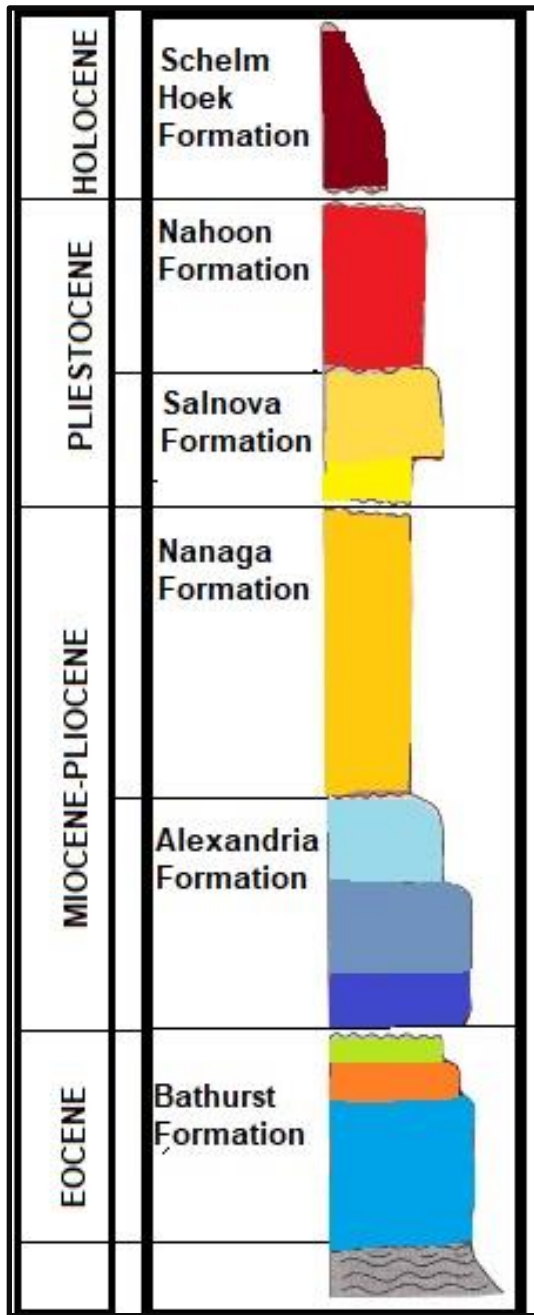 HOLOCENE
Schelm
Hoek
Formation
PLIESTOCENE
Nahoon
Formation
Salnova
Formation
MIOCENE-PLIOCENE
Nanaga
Formation
Alexandria
Formation
EOCENE
Bathurst
Formation